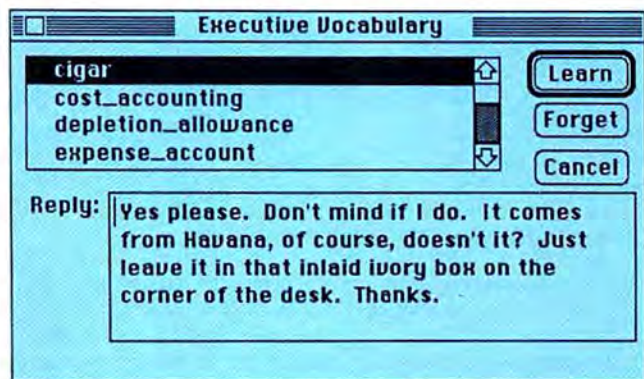 Executive Vocabulary
cigar
cost_accounting
depletion_allowance
expense_account
Learn
Forget
Cancel
Reply:
Yes please. Don't mind if I do. It comes
from Havana, of course, doesn't it? Just
leave it in that inlaid ivory box on the
corner of the desk. Thanks.